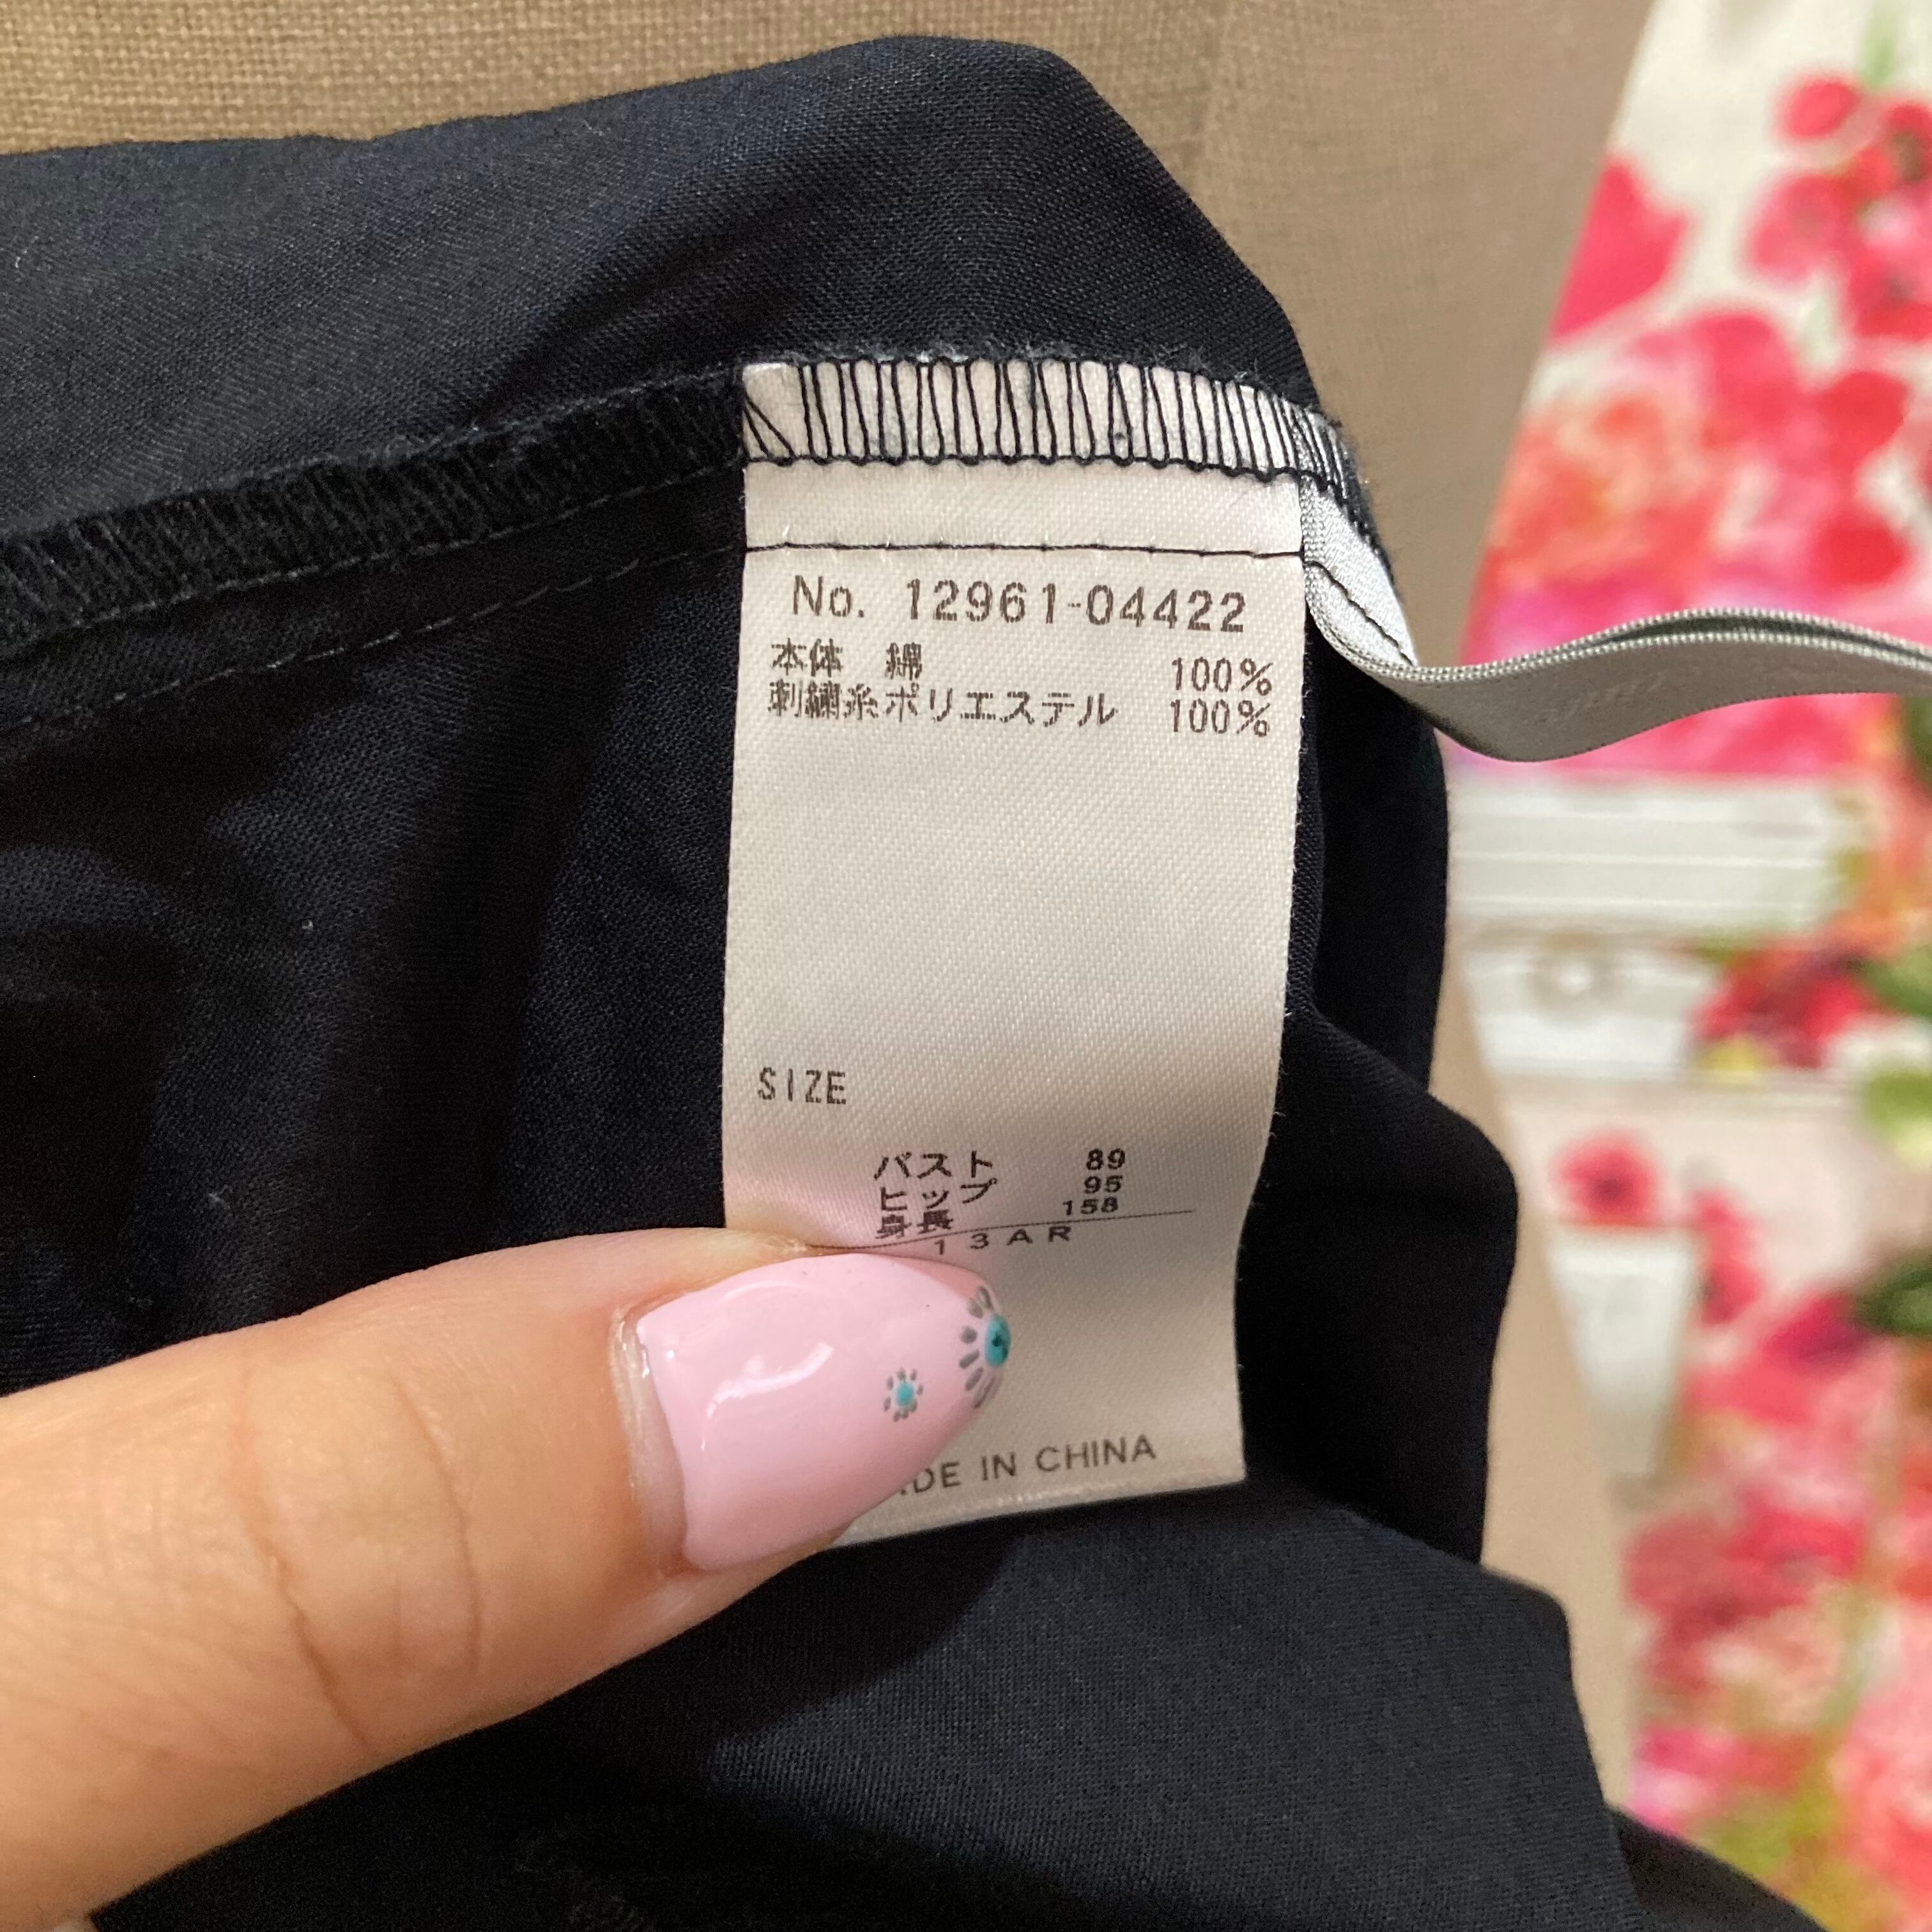 No. 12961-04422
本体 綿 100%
刺繍糸ポリエステル 100%
SIZE
バスト 89
ヒップ 95
身長 158
13AR
IN CHINA